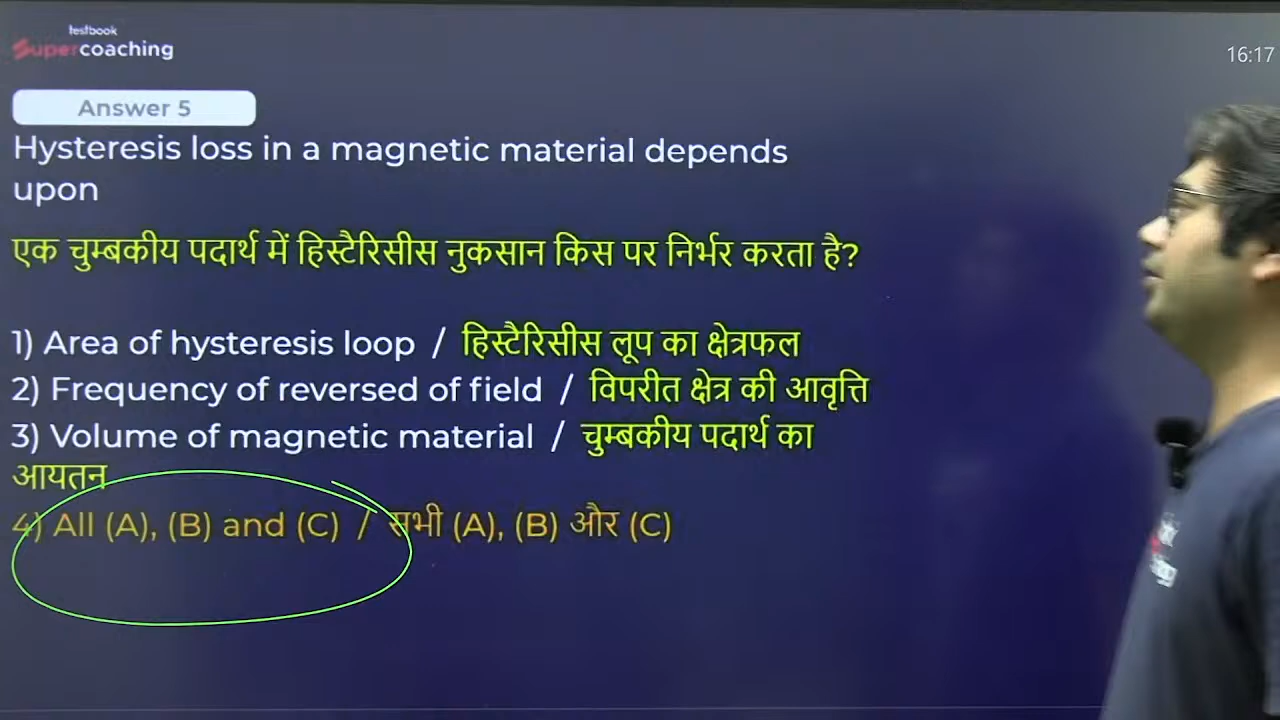 testbook
Supercoaching
16:17
Answer 5
Hysteresis loss in a magnetic material depends
upon
एक चुम्बकीय पदार्थ में हिस्टैरिसीस नुकसान किस पर निर्भर करता है?
1) Area of hysteresis loop / हिस्टैरिसीस लूप का क्षेत्रफल
2) Frequency of reversed of field / विपरीत क्षेत्र की आवृत्ति
3) Volume of magnetic material / चुम्बकीय पदार्थ का
आयतन
4) All (A), (B) and (C) / सभी (A), (B) और (C)